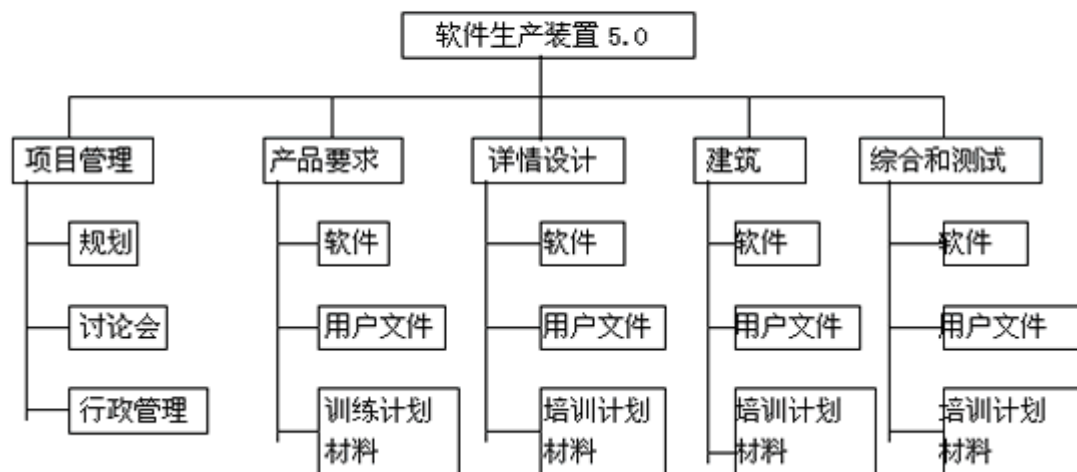 软件生产装置 5.0
项目管理
产品要求
详情设计
建筑
综合和测试
规划
软件
软件
软件
软件
讨论会
用户文件
用户文件
用户文件
用户文件
行政管理
训练计划
材料
培训计划
材料
培训计划
材料
培训计划
材料